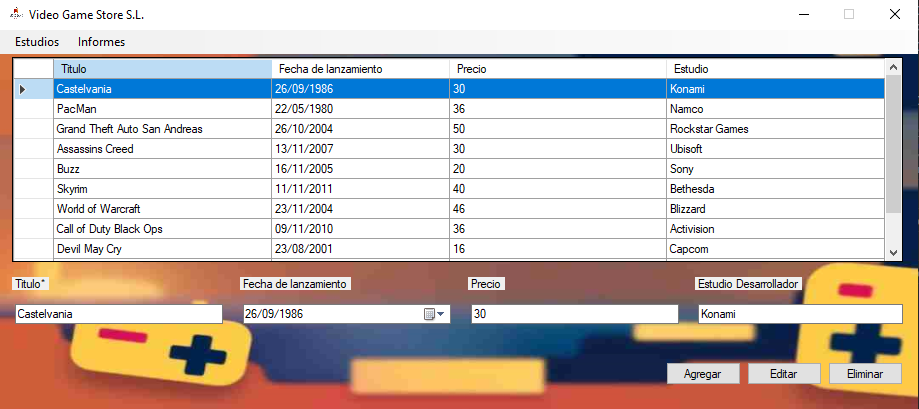 Video Game Store S.L.
Estudios Informes
Titulo Fecha de lanzamiento Precio Estudio
Castelvania 26/09/1986 30 Konami
PacMan 22/05/1980 36 Namco
Grand Theft Auto San Andreas 26/10/2004 50 Rockstar Games
Assassins Creed 13/11/2007 30 Ubisoft
Buzz 16/11/2005 20 Sony
Skyrim 11/11/2011 40 Bethesda
World of Warcraft 23/11/2004 46 Blizzard
Call of Duty Black Ops 09/11/2010 36 Activision
Devil May Cry 23/08/2001 16 Capcom
Titulo* Fecha de lanzamiento Precio Estudio Desarrollador
Castelvania 26/09/1986 30 Konami
Agregar Editar Eliminar